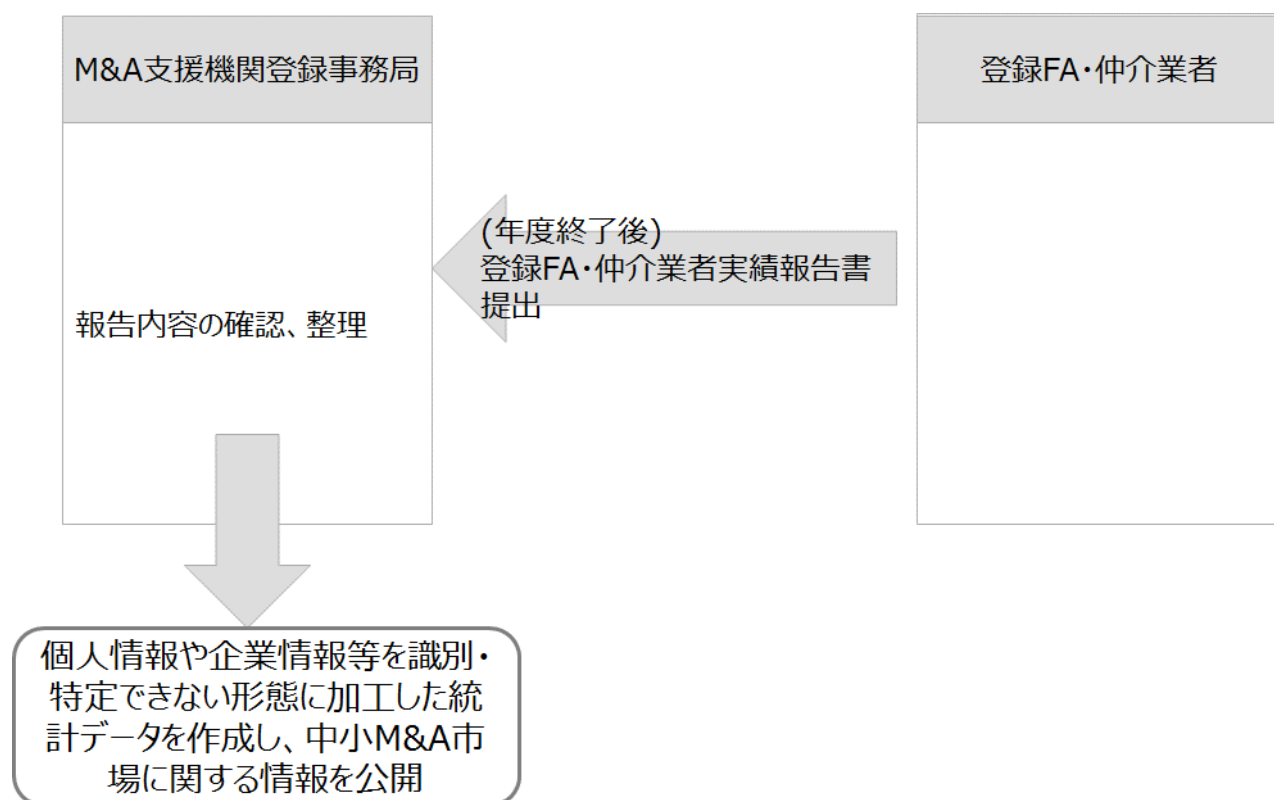 M&A支援機関登録事務局
登録FA・仲介業者
(年度終了後)
登録FA・仲介業者実績報告書
提出
報告内容の確認、整理
個人情報や企業情報等を識別・
特定できない形態に加工した統
計データを作成し、中小M&A市
場に関する情報を公開